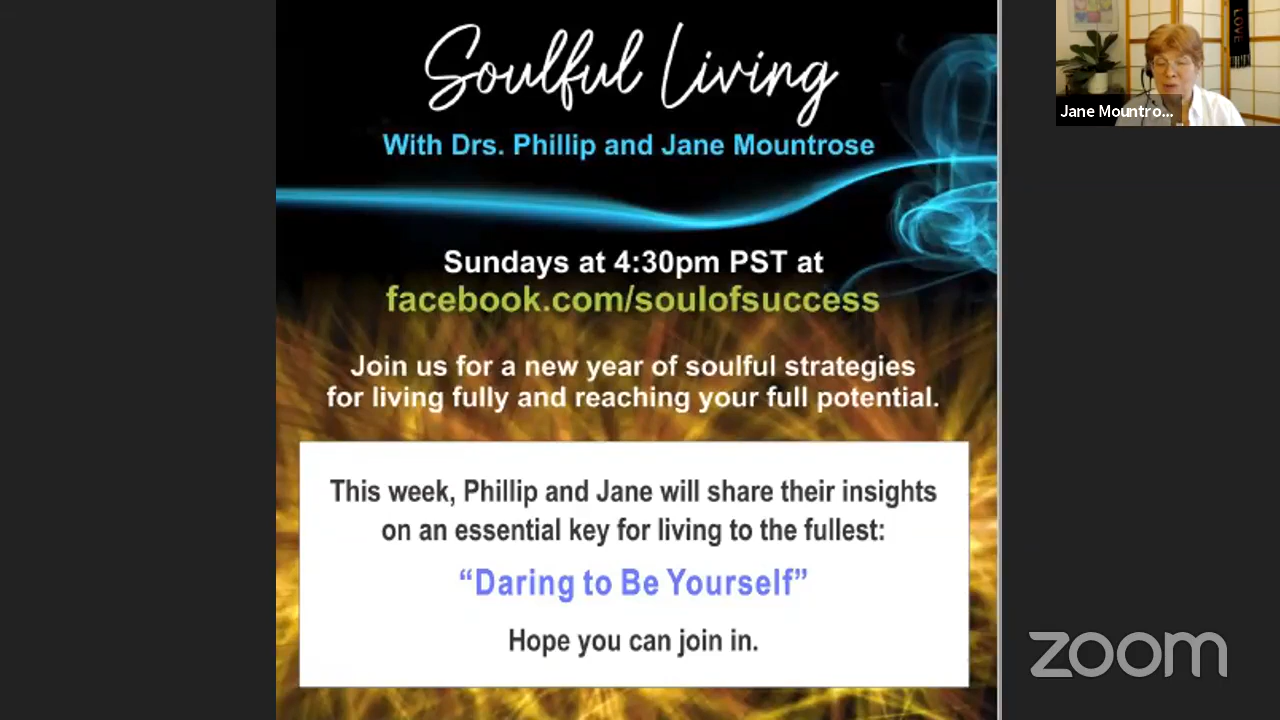 Soulful Living
With Drs. Phillip and Jane Mountrose
Sundays at 4:30pm PST at
facebook.com/soulofsuccess
Join us for a new year of soulful strategies
for living fully and reaching your full potential.
This week, Phillip and Jane will share their insights
on an essential key for living to the fullest:
“Daring to Be Yourself”
Hope you can join in.
LOVE
Jane Mountro...
zoom